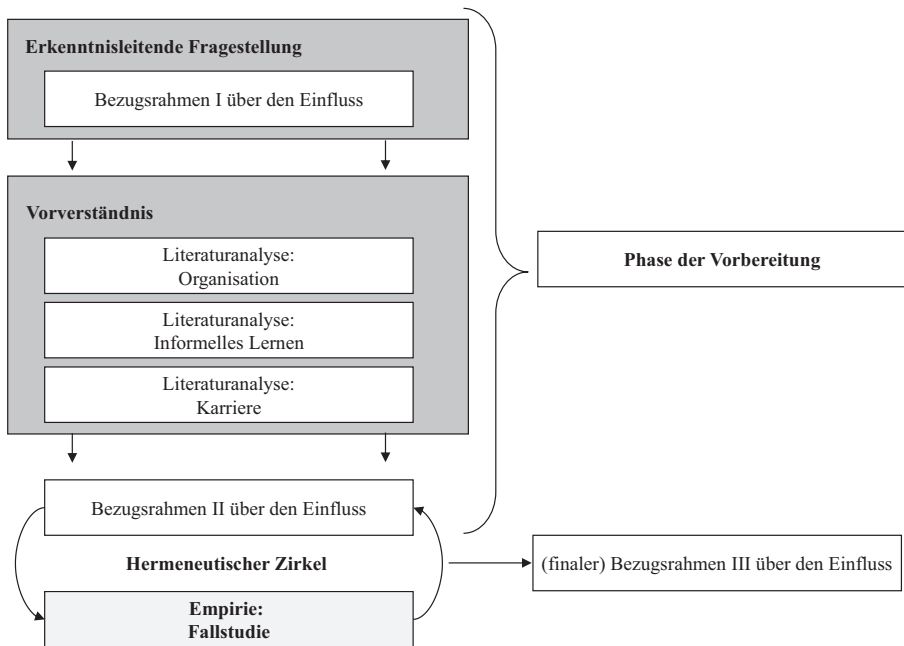 Erkenntnisleitende Fragestellung
Bezugsrahmen I über den Einfluss
Vorverständnis
Literaturanalyse:
Organisation
Literaturanalyse:
Informelles Lernen
Literaturanalyse:
Karriere
Phase der Vorbereitung
Bezugsrahmen II über den Einfluss
Hermeneutischer Zirkel
(finaler) Bezugsrahmen III über den Einfluss
Empirie:
Fallstudie